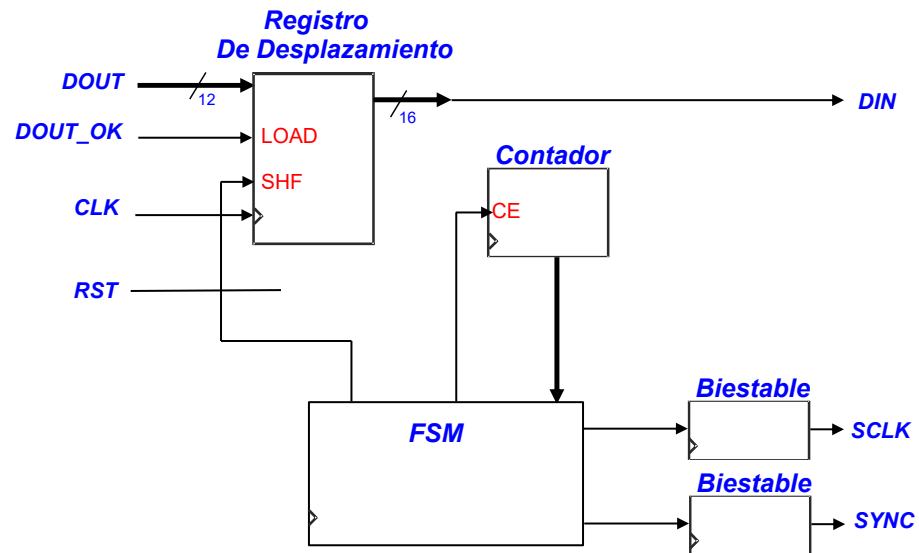 Registro
De Desplazamiento
DOUT
12
16
DIN
DOUT_OK
LOAD
SHF
CLK
Contador
CE
RST
FSM
Biestable
SCLK
Biestable
SYNC